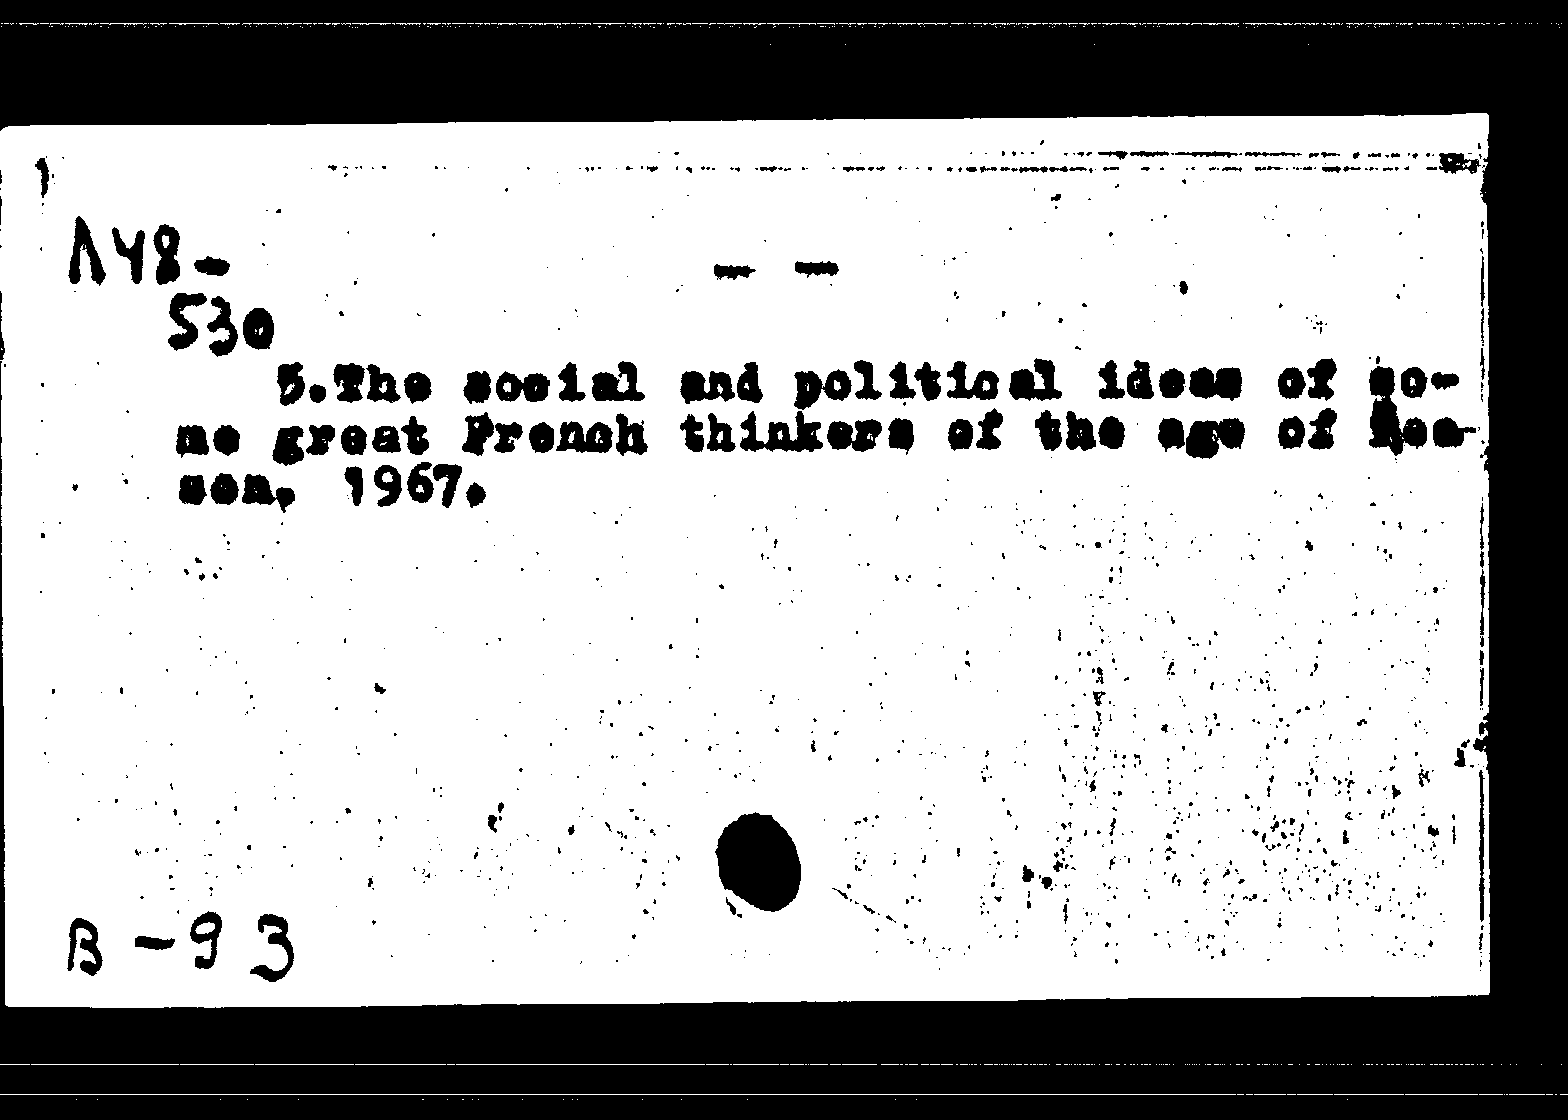 Л48-
530
— —
5.The social and political ideas of so-
me great French thinkers of the age of Rea-
son. 1967.
В - 93